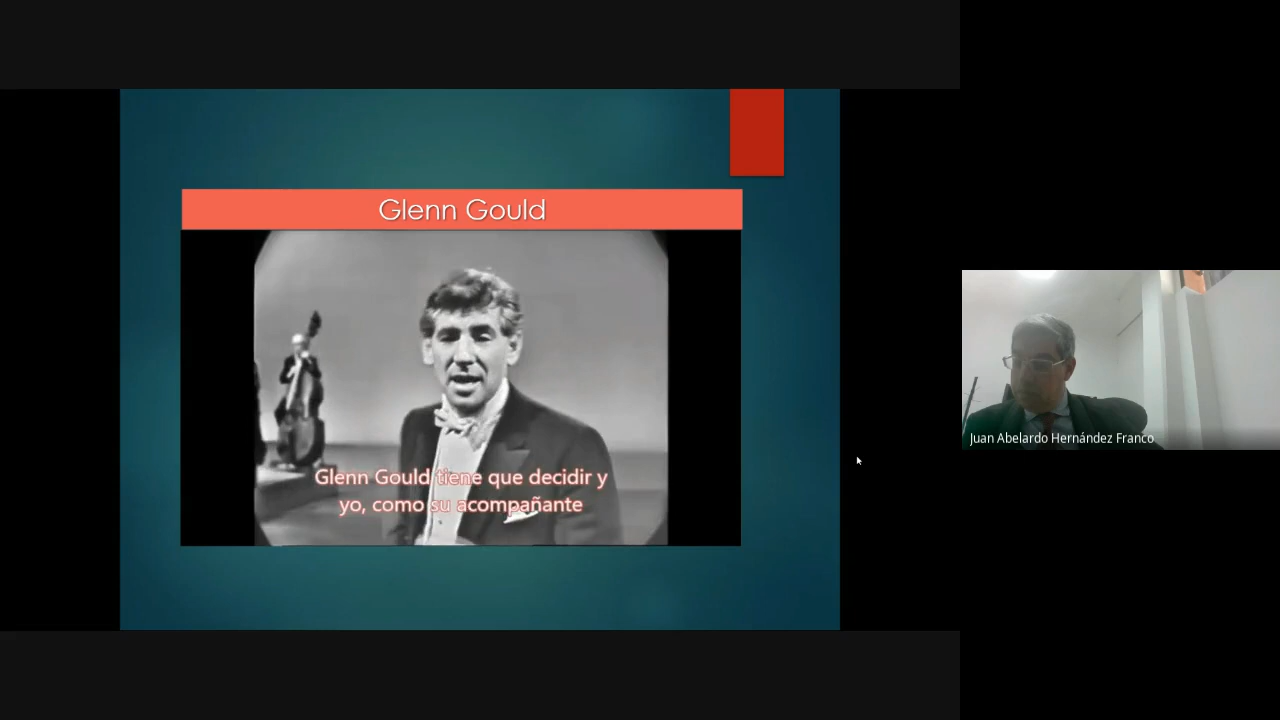 Glenn Gould
Glenn Gould tiene que decidir y
yo, como su acompañante
Juan Abelardo Hernández Franco